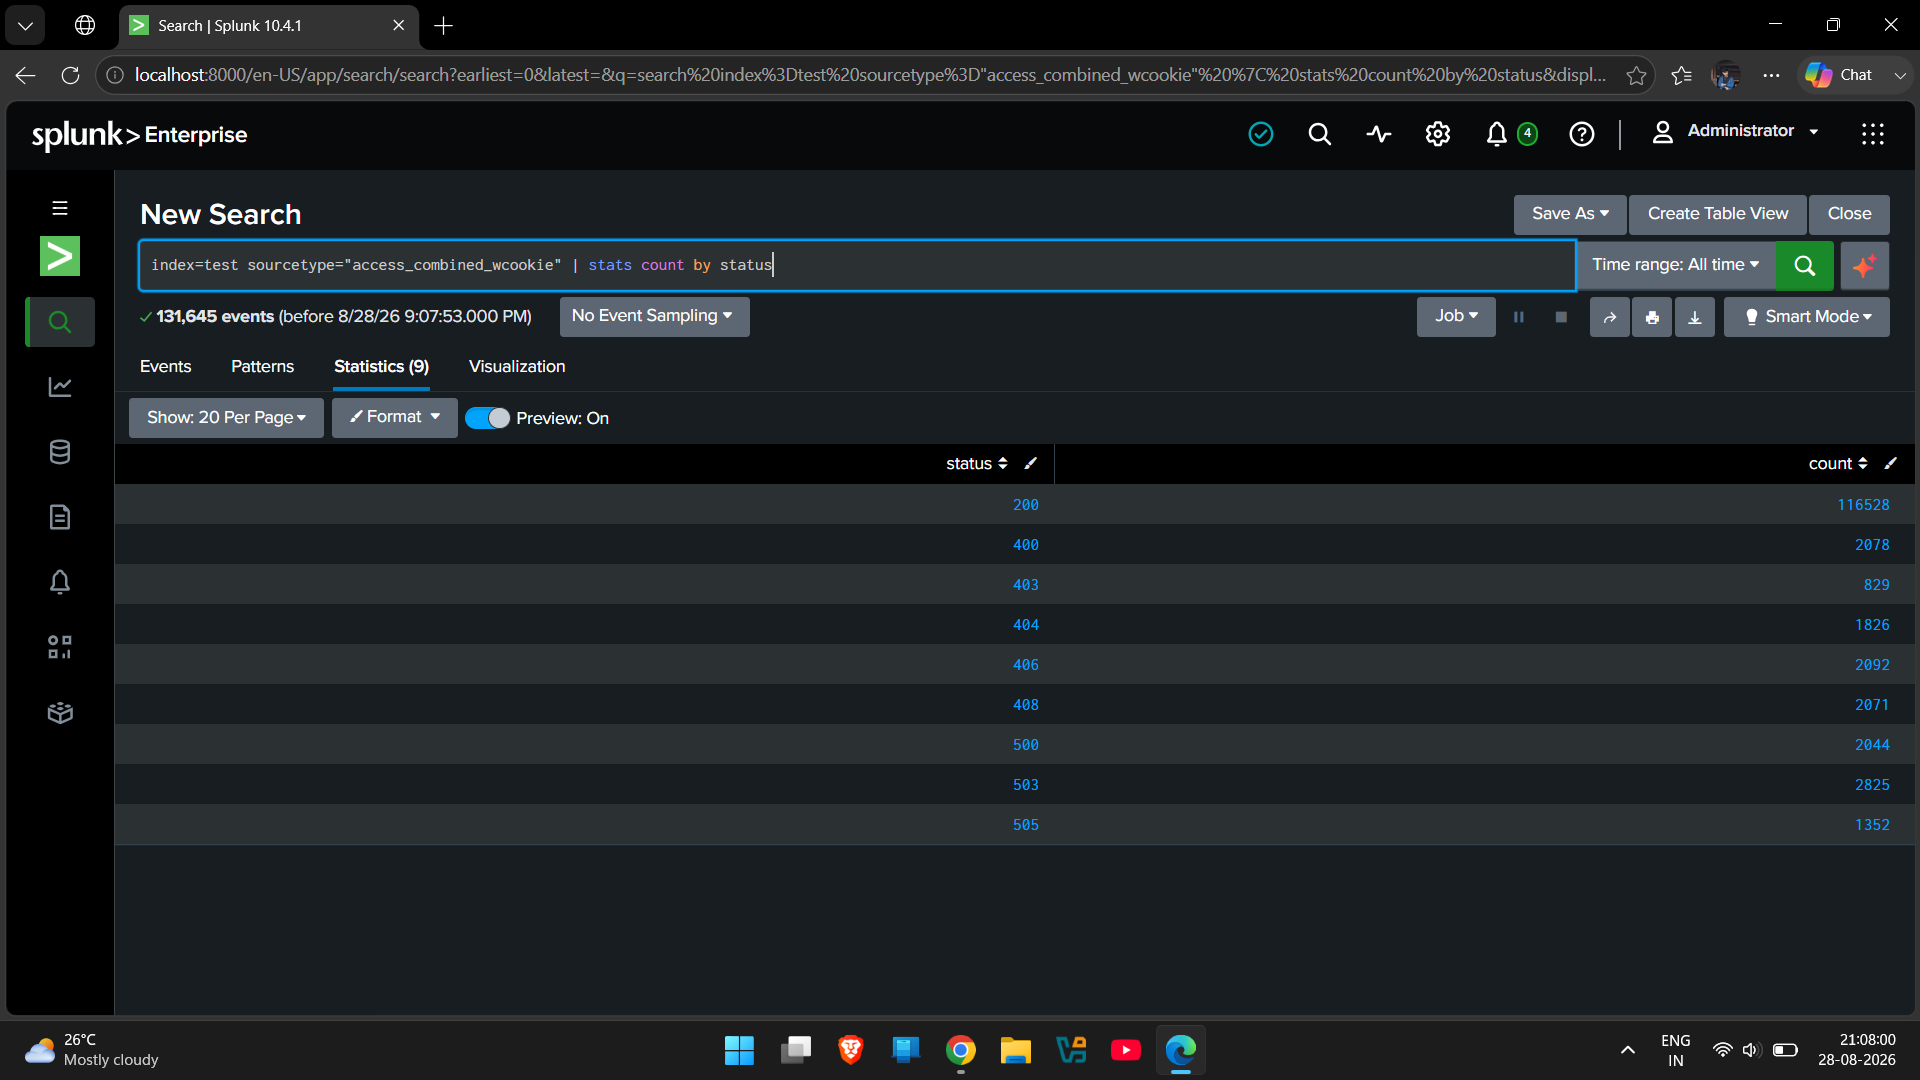 Search | Splunk 10.4.1
localhost:8000/en-US/app/search/search?earliest=0&latest=&q=search%20index%3Dtest%20sourcetype%3D"access_combined_wcookie"%20%7C%20stats%20count%20by%20status&displ...
Chat
splunk>Enterprise
4
Administrator
New Search
Save As
Create Table View
Close
index=test sourcetype="access_combined_wcookie" | stats count by status
Time range: All time
131,645 events (before 8/28/26 9:07:53.000 PM)
No Event Sampling
Job
Smart Mode
Events
Patterns
Statistics (9)
Visualization
Show: 20 Per Page
Format
Preview: On
status
count
200
116528
400
2078
403
829
404
1826
406
2092
408
2071
500
2044
503
2825
505
1352
26°C
Mostly cloudy
ENG
IN
21:08:00
28-08-2026